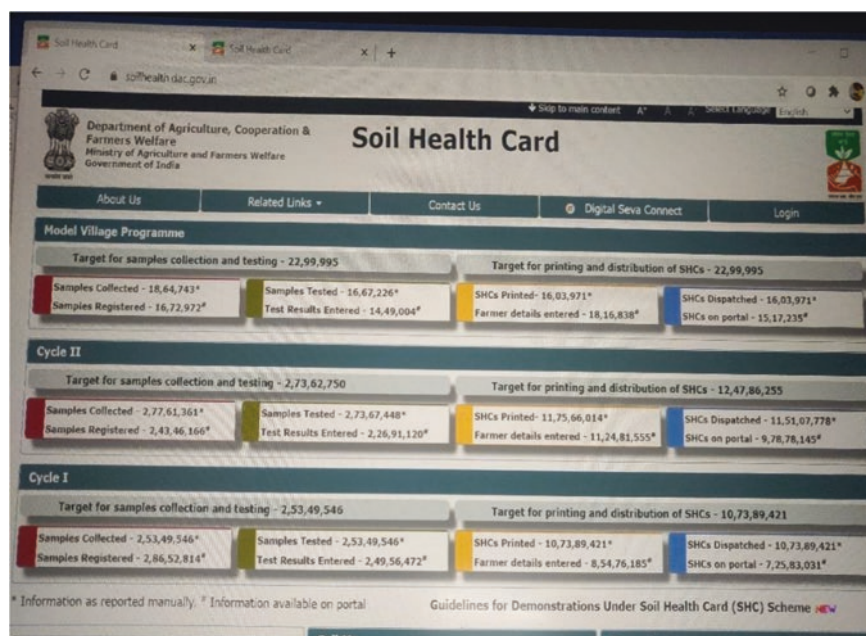 Soil Health Card
Soil Health Card
soilhealth.dac.gov.in
Skip to main content A+ A A- Select Language English
Department of Agriculture, Cooperation &
Farmers Welfare
Ministry of Agriculture and Farmers Welfare
Government of India
Soil Health Card
About Us
Related Links
Contact Us
Digital Seva Connect
Login
Model Village Programme
Target for samples collection and testing - 22,99,995
Target for printing and distribution of SHCs - 22,99,995
Samples Collected - 18,64,743*
Samples Registered - 16,72,972#
Samples Tested - 16,67,226*
Test Results Entered - 14,49,004#
SHCs Printed- 16,03,971*
Farmer details entered - 18,16,838#
SHCs Dispatched - 16,03,971*
SHCs on portal - 15,17,235#
Cycle II
Target for samples collection and testing - 2,73,62,750
Target for printing and distribution of SHCs - 12,47,86,255
Samples Collected - 2,77,61,361*
Samples Registered - 2,43,46,166#
Samples Tested - 2,73,67,448*
Test Results Entered - 2,26,91,120#
SHCs Printed- 11,75,66,014*
Farmer details entered - 11,24,81,555#
SHCs Dispatched - 11,51,07,778*
SHCs on portal - 9,78,78,145#
Cycle I
Target for samples collection and testing - 2,53,49,546
Target for printing and distribution of SHCs - 10,73,89,421
Samples Collected - 2,53,49,546*
Samples Registered - 2,86,52,814#
Samples Tested - 2,53,49,546*
Test Results Entered - 2,49,56,472#
SHCs Printed - 10,73,89,421*
Farmer details entered - 8,54,76,185#
SHCs Dispatched - 10,73,89,421*
SHCs on portal - 7,25,83,031#
* Information as reported manually. # Information available on portal
Guidelines for Demonstrations Under Soil Health Card (SHC) Scheme NEW